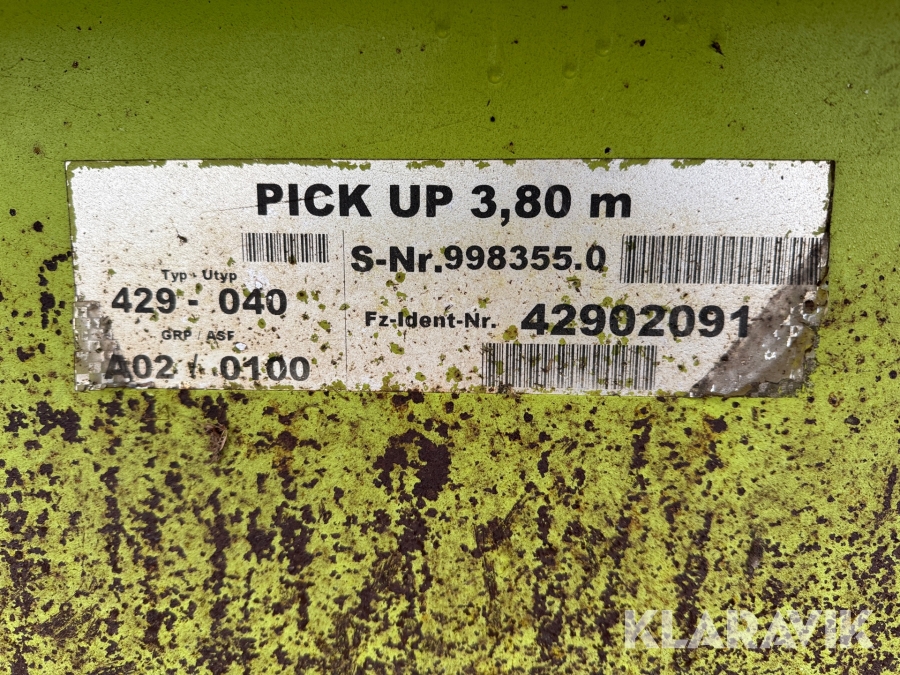 PICK UP 3,80 m
S-Nr.998355.0
Typ - Utyp
429 - 040
Fz-Ident-Nr. 42902091
GRP / ASF
A02 / 0100
KLARAVIK